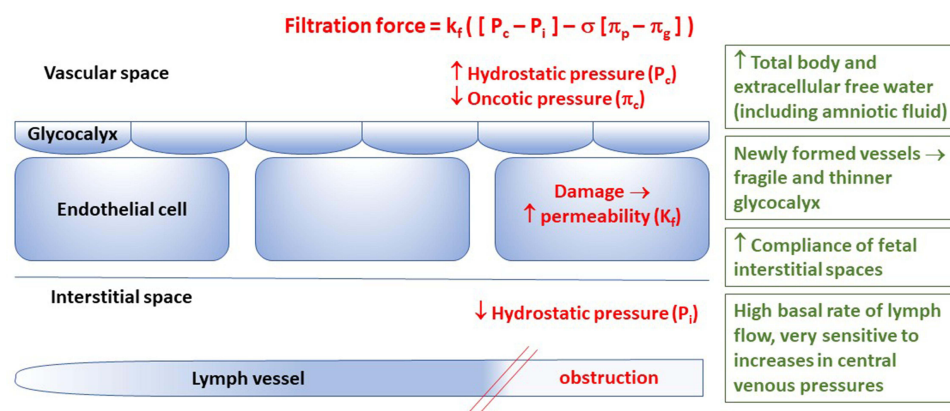 Filtration force = kf ( [ Pc – Pi ] – σ [πp – πg ] )
Vascular space
↑ Hydrostatic pressure (Pc)
↓ Oncotic pressure (πc)
Glycocalyx
Endothelial cell
Damage →
↑ permeability (Kf)
Interstitial space
↓ Hydrostatic pressure (Pi)
Lymph vessel
obstruction
↑ Total body and
extracellular free water
(including amniotic fluid)
Newly formed vessels →
fragile and thinner
glycocalyx
↑ Compliance of fetal
interstitial spaces
High basal rate of lymph
flow, very sensitive to
increases in central
venous pressures